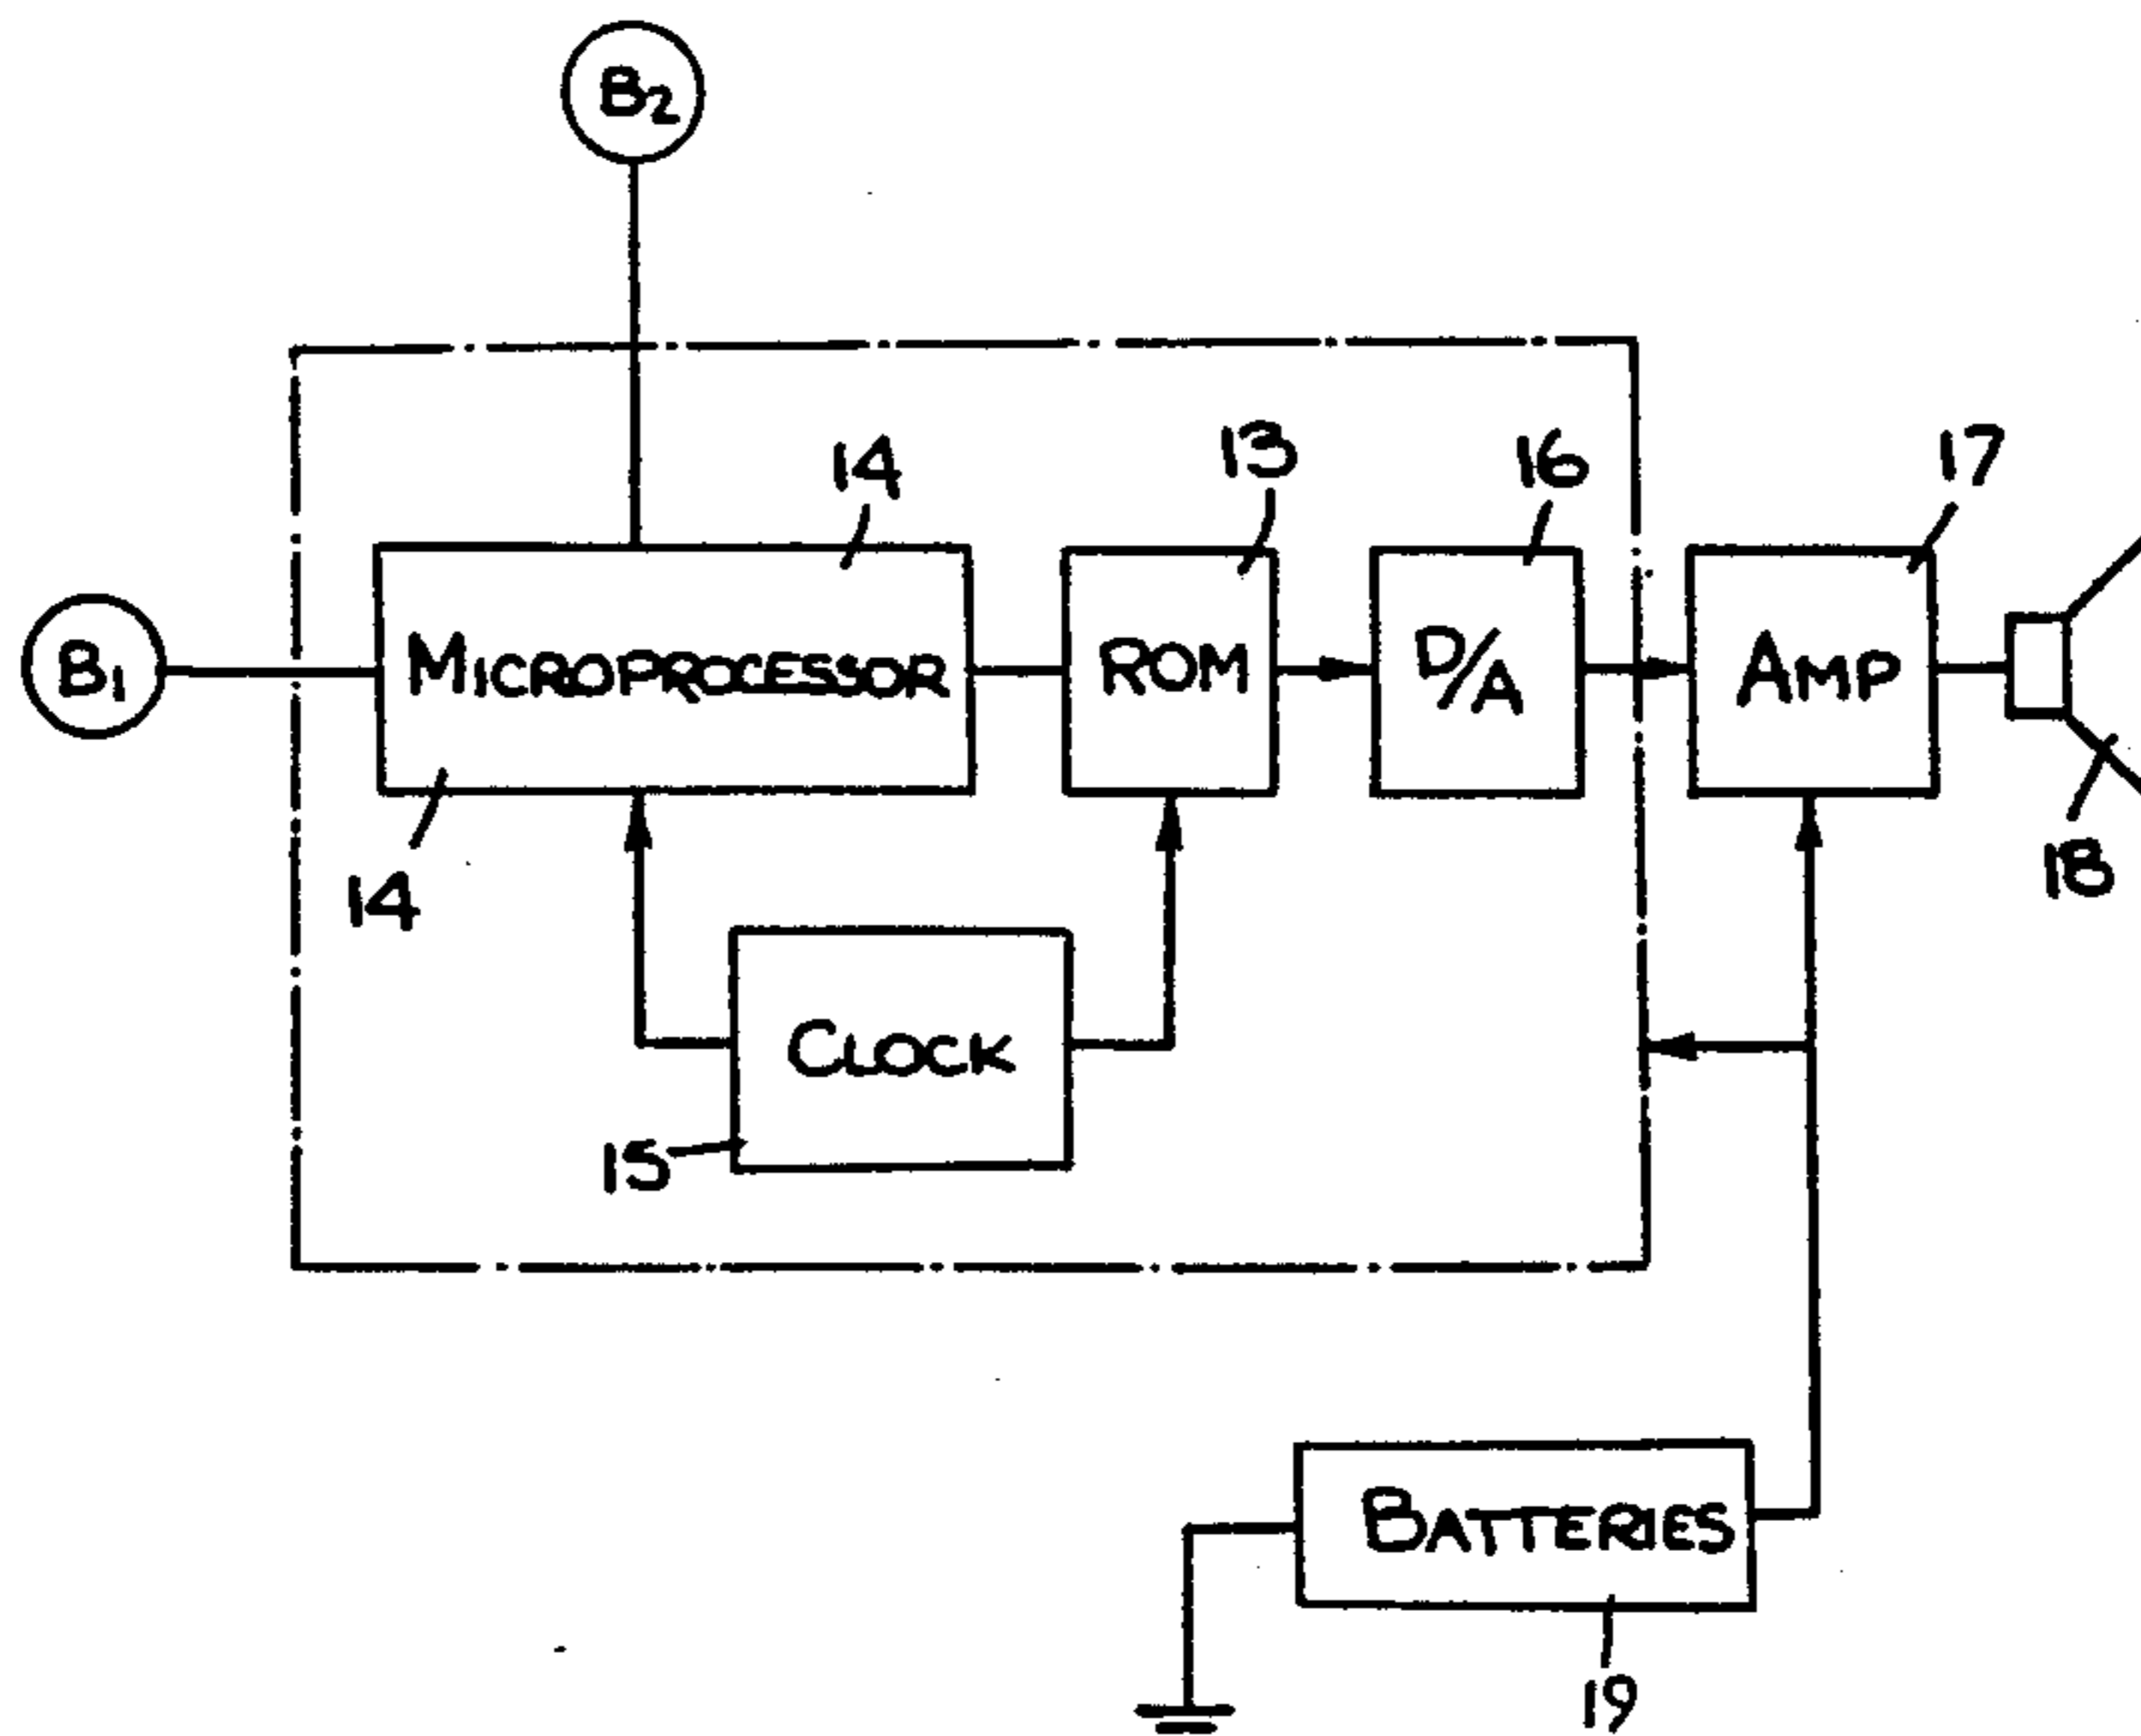 B2
14
13
16
17
B1
MICROPROCESSOR
ROM
D/A
AMP
14
18
CLOCK
15
BATTERIES
19